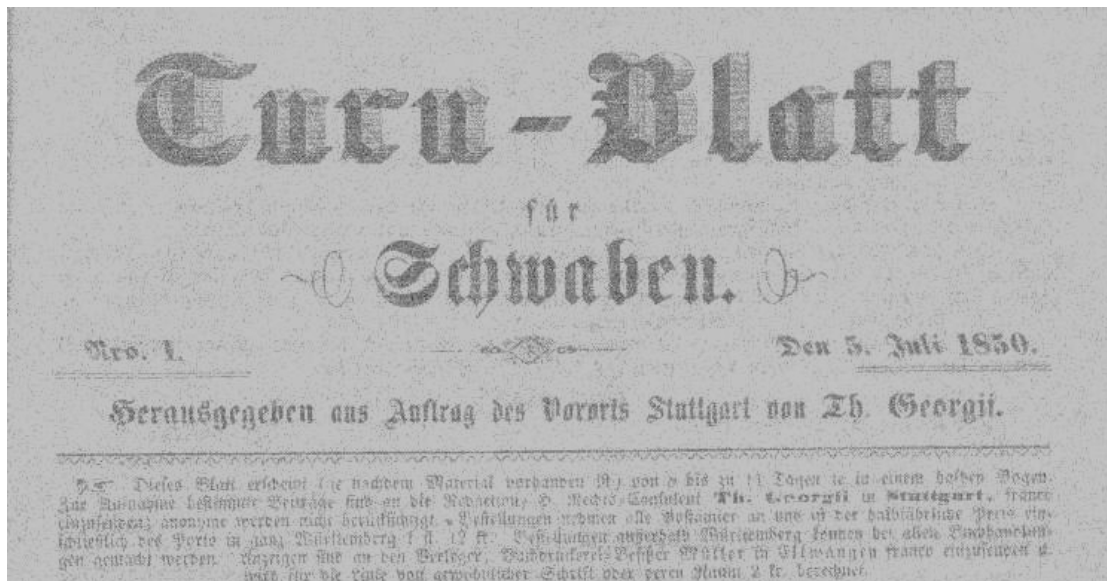 Turn-Blatt
für
Schwaben.
Nro. 1. Den 5. Juli 1850.
Herausgegeben aus Auftrag des Vororts Stuttgart von Th. Georgii.
Dieses Blatt erscheint (je nachdem Material vorhanden ist) von 8 bis zu 14 Tagen je in einem halben Bogen.
Zur Aufnahme bestimmte Beiträge sind an die Redaction, Rechts-Consulent Th. Georgii in Stuttgart, franco
einzusenden; anonyme werden nicht berücksichtigt. Bestellungen nehmen alle Postämter an und ist der halbjährliche Preis ein-
schließlich des Porto in ganz Württemberg 1 fl. 12 kr. Bestellungen außerhalb Württemberg können bei allen Buchhandlun-
gen gemacht werden. Anzeigen sind an den Verleger, Buchdruckerei-Besitzer Müller in Ellwangen franco einzusenden u.
wird für die Zeile von gewöhnlicher Schrift oder deren Raum 2 kr. berechnet.